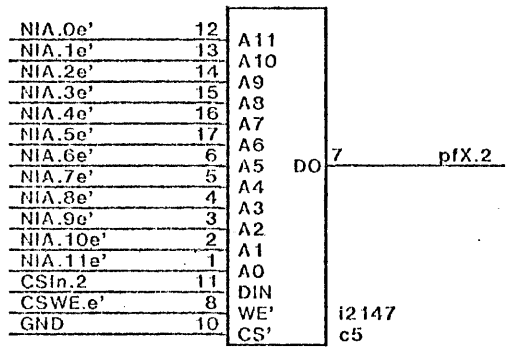 NIA.0e' 12 A11
NIA.1e' 13 A10
NIA.2e' 14 A9
NIA.3e' 15 A8
NIA.4e' 16 A7
NIA.5e' 17 A6
NIA.6e' 6 A5 DO 7 pfX.2
NIA.7e' 5 A4
NIA.8e' 4 A3
NIA.9e' 3 A2
NIA.10e' 2 A1
NIA.11e' 1 A0
CSIn.2 11 DIN
CSWE.e' 8 WE' i2147
GND 10 CS' c5